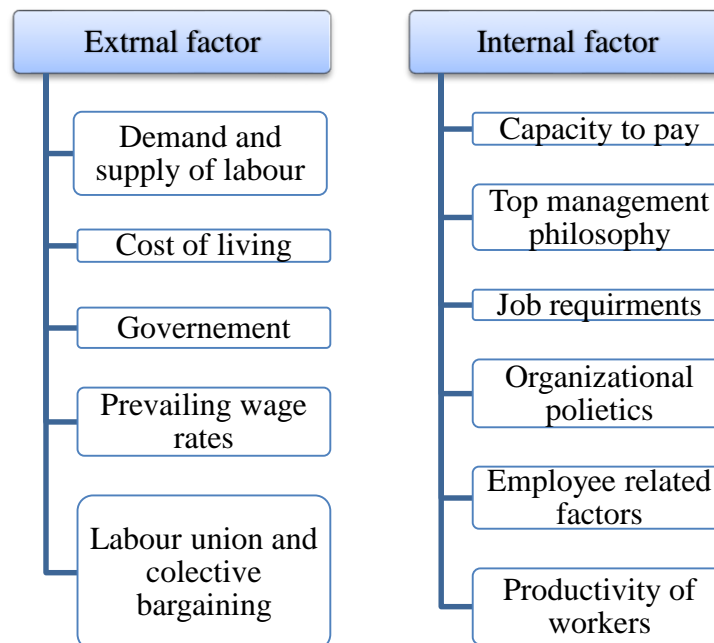 Extrnal factor
Demand and
supply of labour
Cost of living
Governement
Prevailing wage
rates
Labour union and
colective
bargaining
Internal factor
Capacity to pay
Top management
philosophy
Job requirments
Organizational
polietics
Employee related
factors
Productivity of
workers